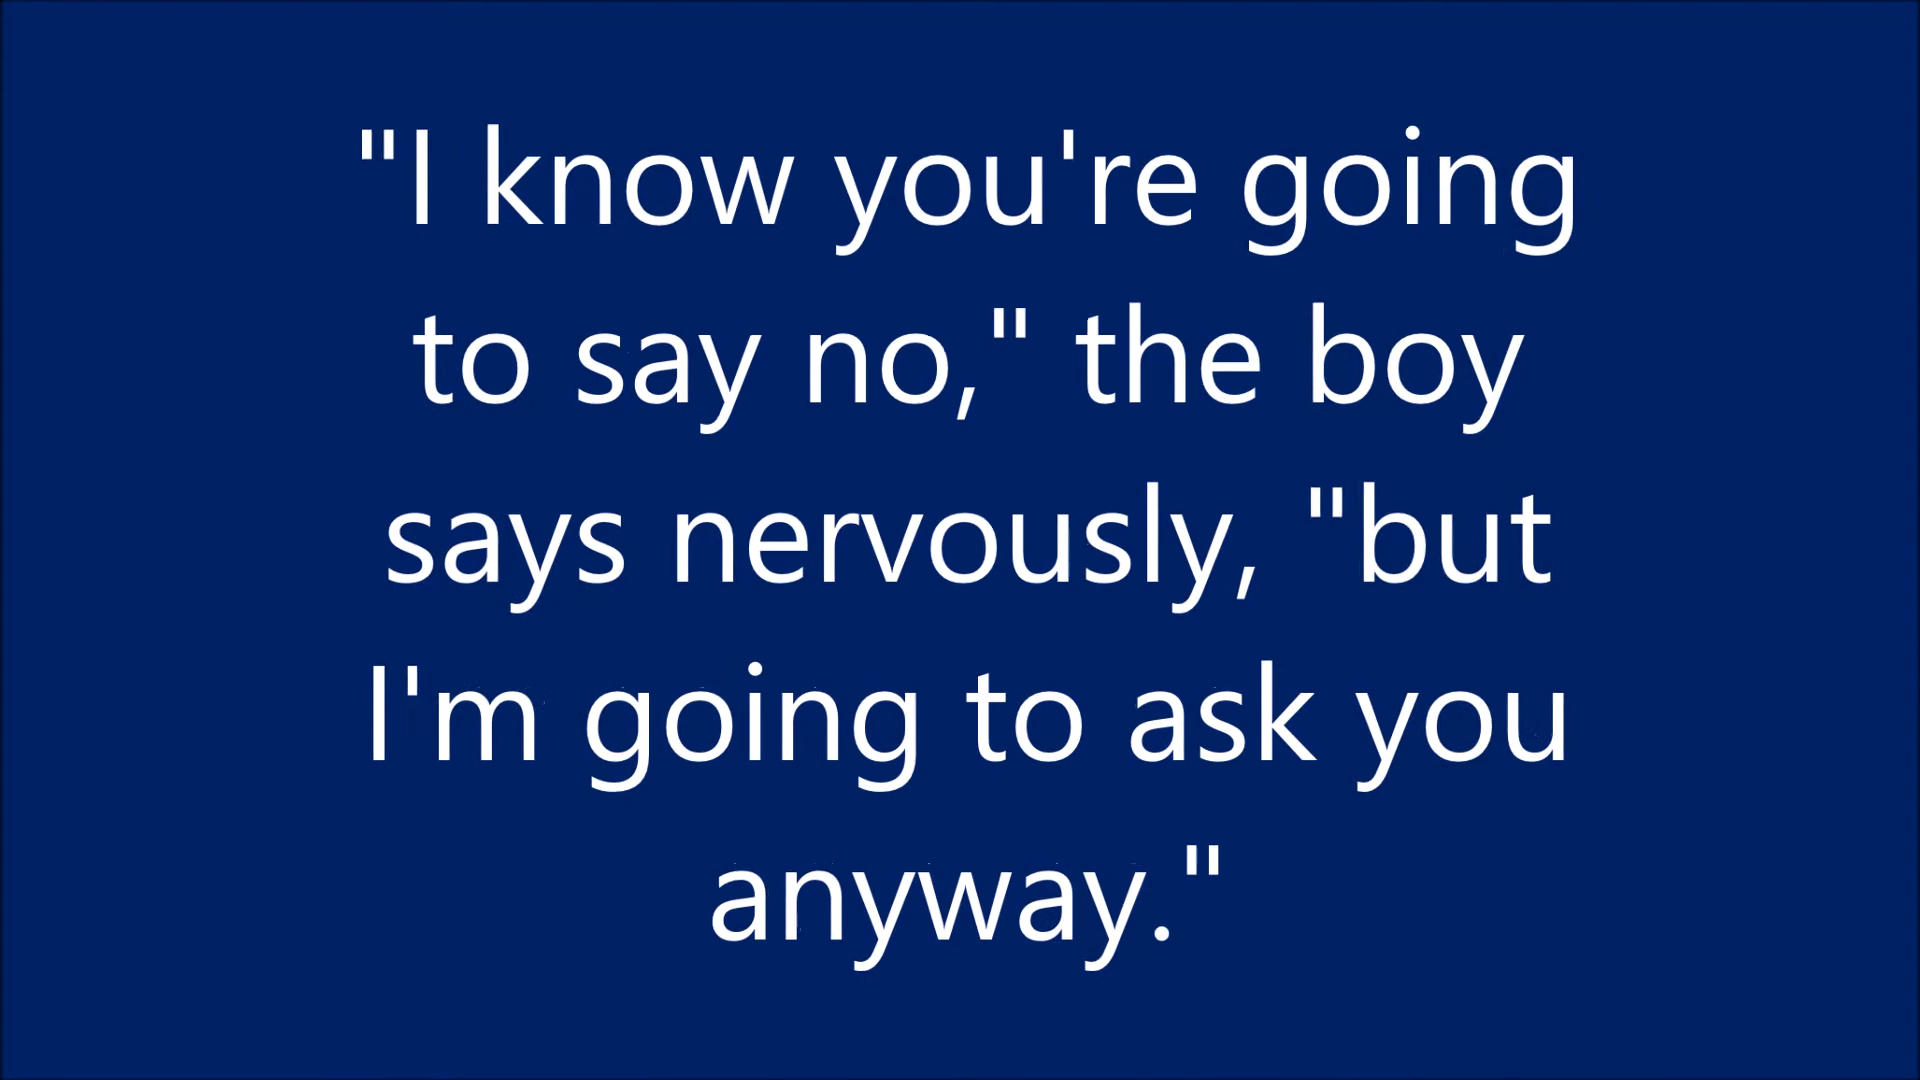 "I know you're going
to say no," the boy
says nervously, "but
I'm going to ask you
anyway."